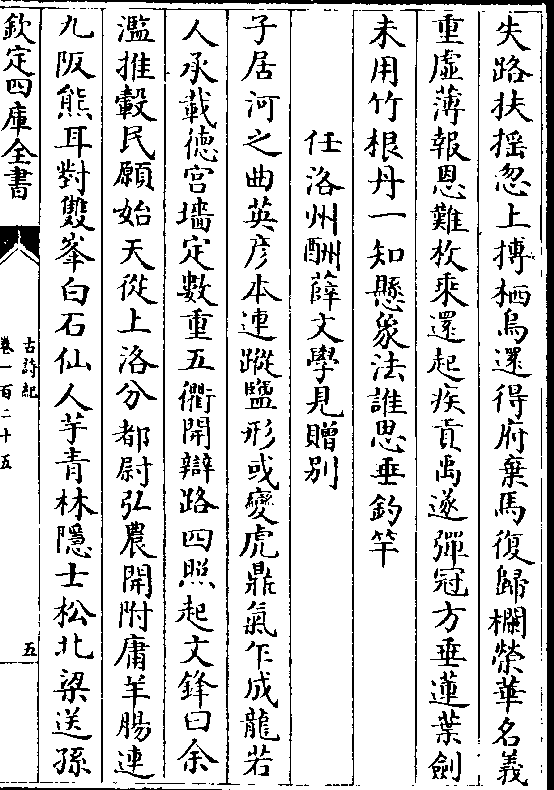 失路扶揺忽上搏栖烏還得府棄馬復歸欄榮華名義
重虚薄報恩難枚乘還起疾貢禹遂彈冠方垂蓮葉劍
未用竹根丹一知懸象法誰思垂釣竿
任洛州酬薛文學見贈别
子居河之曲英彦本連蹤鹽形或變虎鼎氣乍成龍若
人承載德宫墻定數重五衢開辯路四照起文鋒曰余
濫推轂民願始天從上洛分都尉弘農開附庸羊腸連
九阪熊耳對雙峯白石仙人芋青林隱士松北梁送孫
欽定四庫全書
古詩紀
卷一百二十五
五